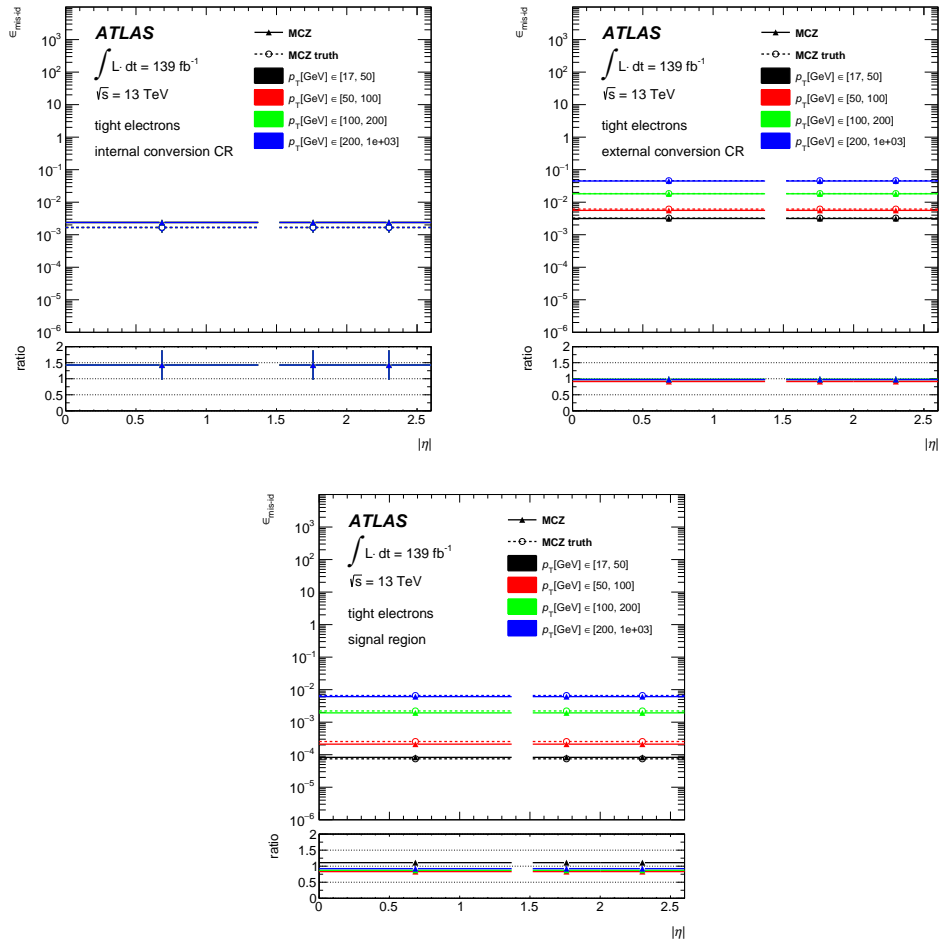 ϵ_mis-id
ATLAS
∫ L· dt = 139 fb⁻¹
√s = 13 TeV
tight electrons
internal conversion CR
MCZ
MCZ truth
p_T[GeV] ∈ [17, 50]
p_T[GeV] ∈ [50, 100]
p_T[GeV] ∈ [100, 200]
p_T[GeV] ∈ [200, 1e+03]
10³
10²
10
1
10⁻¹
10⁻²
10⁻³
10⁻⁴
10⁻⁵
10⁻⁶
ratio
2
1.5
1
0.5
0
0 0.5 1 1.5 2 2.5
|η|
ϵ_mis-id
ATLAS
∫ L· dt = 139 fb⁻¹
√s = 13 TeV
tight electrons
external conversion CR
MCZ
MCZ truth
p_T[GeV] ∈ [17, 50]
p_T[GeV] ∈ [50, 100]
p_T[GeV] ∈ [100, 200]
p_T[GeV] ∈ [200, 1e+03]
10³
10²
10
1
10⁻¹
10⁻²
10⁻³
10⁻⁴
10⁻⁵
10⁻⁶
ratio
2
1.5
1
0.5
0
0 0.5 1 1.5 2 2.5
|η|
ϵ_mis-id
ATLAS
∫ L· dt = 139 fb⁻¹
√s = 13 TeV
tight electrons
signal region
MCZ
MCZ truth
p_T[GeV] ∈ [17, 50]
p_T[GeV] ∈ [50, 100]
p_T[GeV] ∈ [100, 200]
p_T[GeV] ∈ [200, 1e+03]
10³
10²
10
1
10⁻¹
10⁻²
10⁻³
10⁻⁴
10⁻⁵
10⁻⁶
ratio
2
1.5
1
0.5
0
0 0.5 1 1.5 2 2.5
|η|